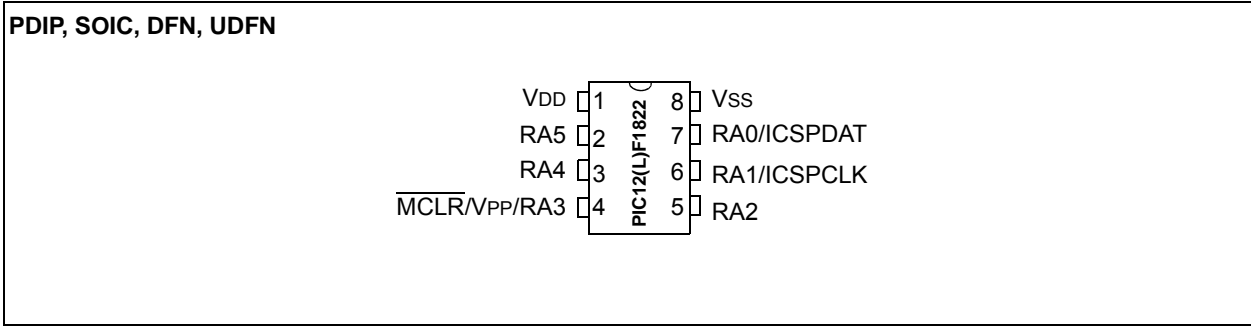 PDIP, SOIC, DFN, UDFN
VDD 1 8 VSS
RA5 2 7 RA0/ICSPDAT
RA4 3 6 RA1/ICSPCLK
MCLR/VPP/RA3 4 5 RA2
PIC12(L)F1822